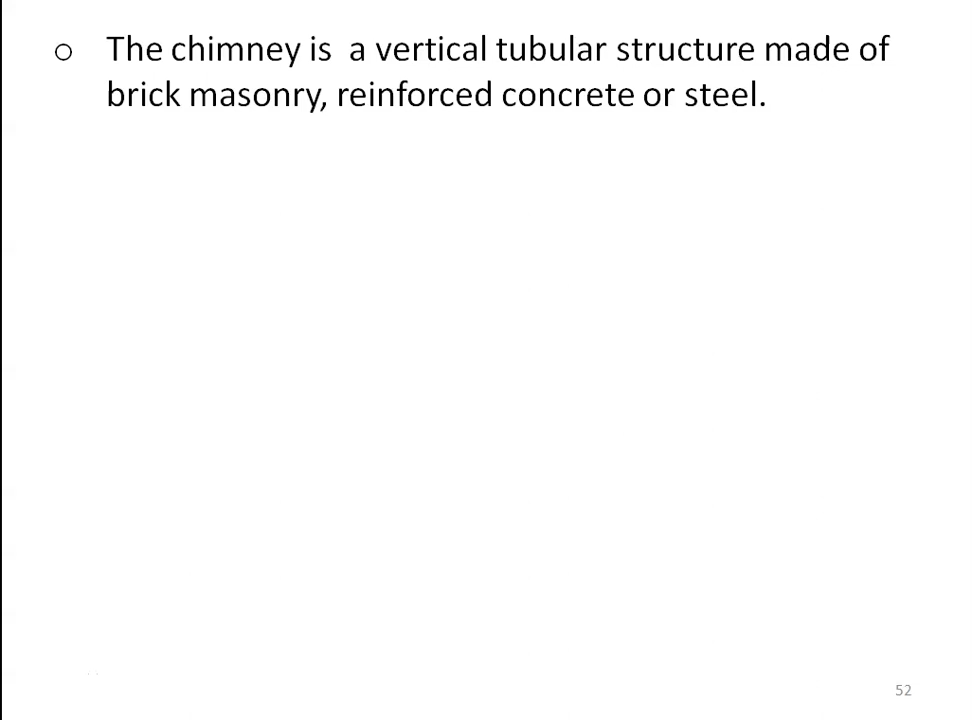 o The chimney is a vertical tubular structure made of
brick masonry, reinforced concrete or steel.
52